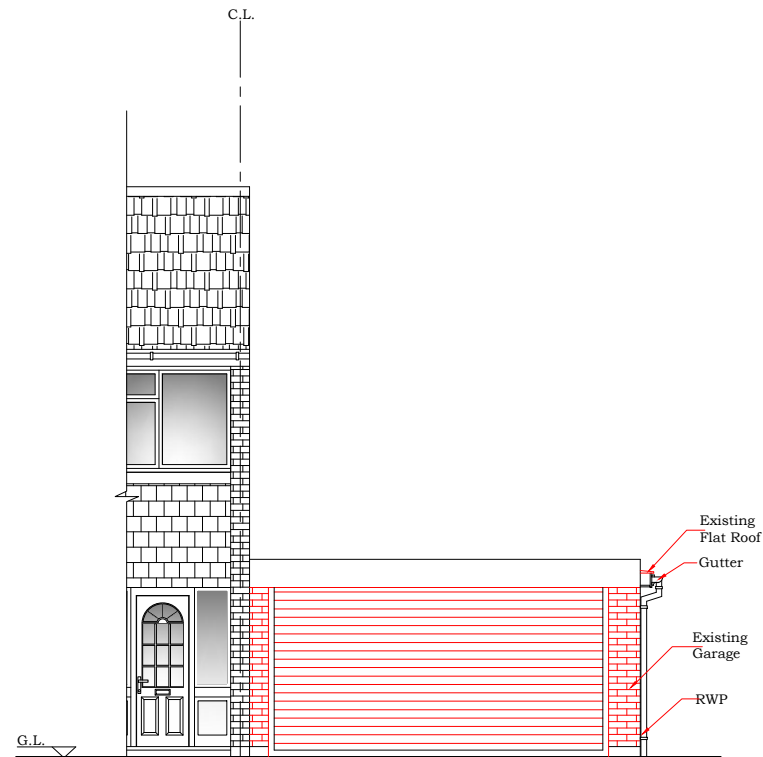 C.L.
Existing
Flat Roof
Gutter
Existing
Garage
RWP
G.L.